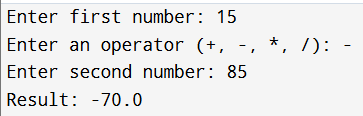 Enter first number: 15
Enter an operator (+, -, *, /): -
Enter second number: 85
Result: -70.0